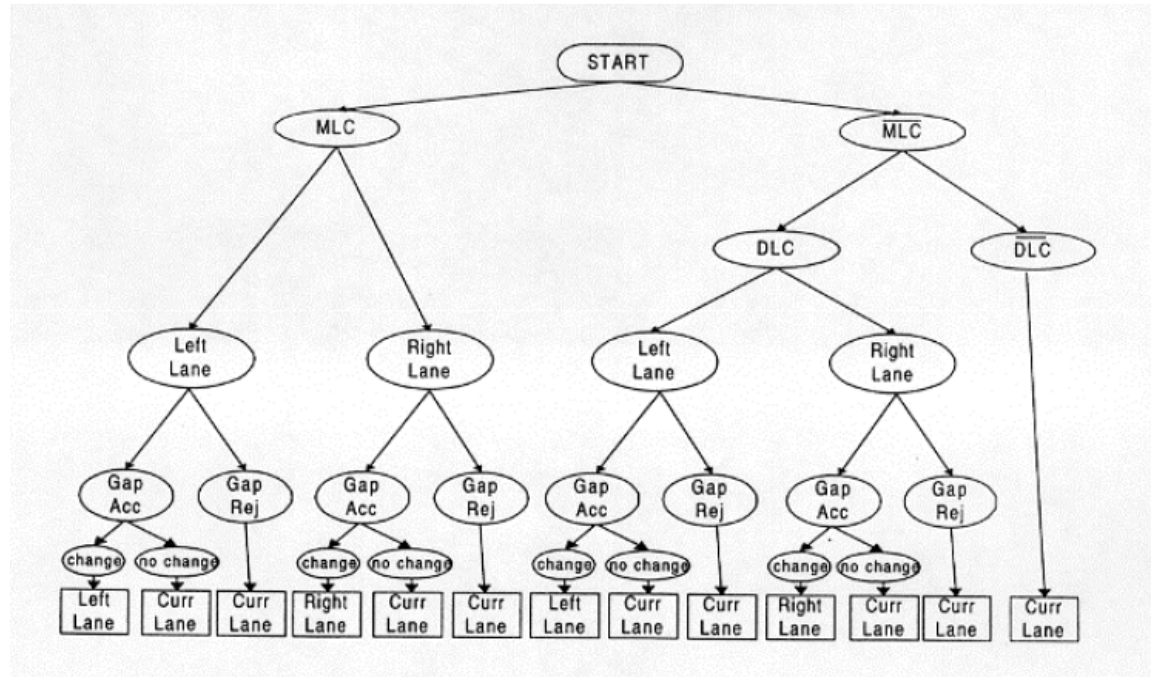 START
MLC
M̅L̅C̅
DLC
D̅L̅C̅
Left
Lane
Right
Lane
Left
Lane
Right
Lane
Gap
Acc
Gap
Rej
Gap
Acc
Gap
Rej
Gap
Acc
Gap
Rej
Gap
Acc
Gap
Rej
change
no change
change
no change
change
no change
change
no change
Left
Lane
Curr
Lane
Curr
Lane
Right
Lane
Curr
Lane
Curr
Lane
Left
Lane
Curr
Lane
Curr
Lane
Right
Lane
Curr
Lane
Curr
Lane
Curr
Lane